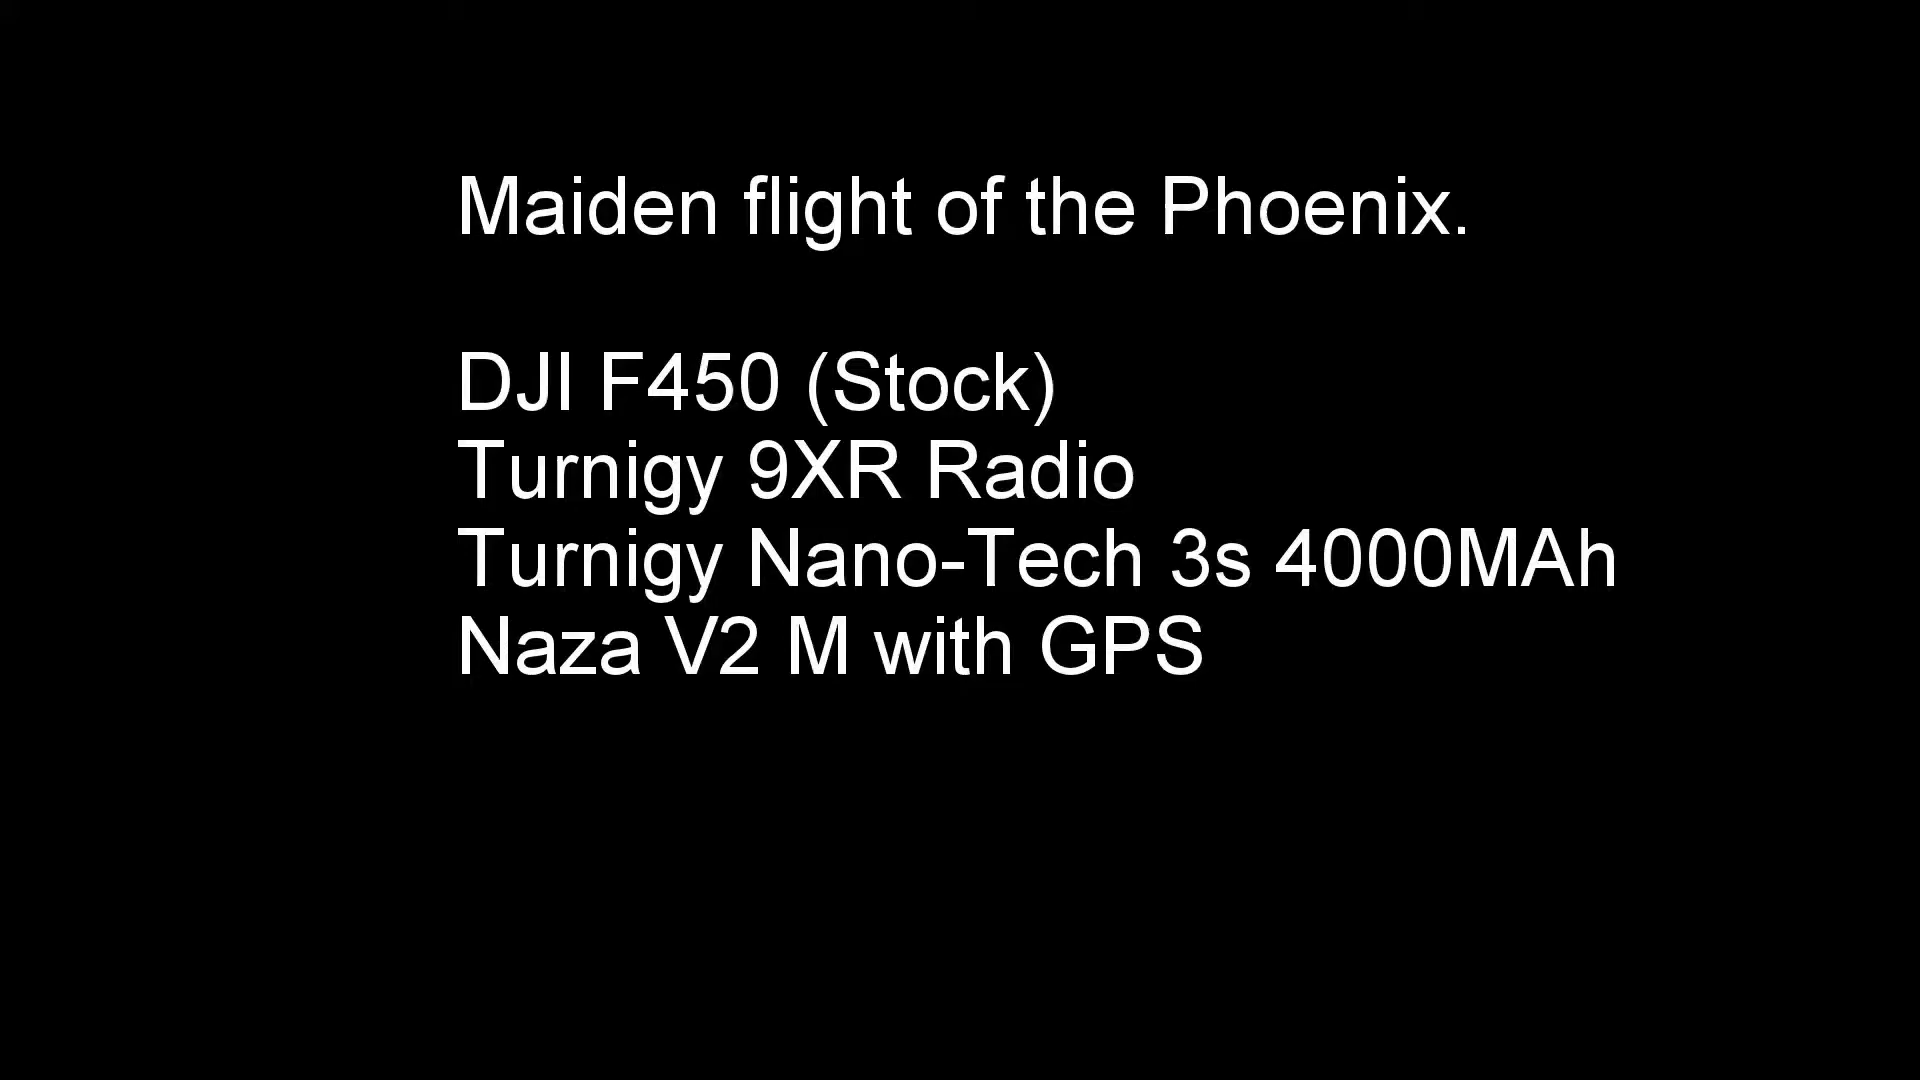 Maiden flight of the Phoenix.
DJI F450 (Stock)
Turnigy 9XR Radio
Turnigy Nano-Tech 3s 4000MAh
Naza V2 M with GPS